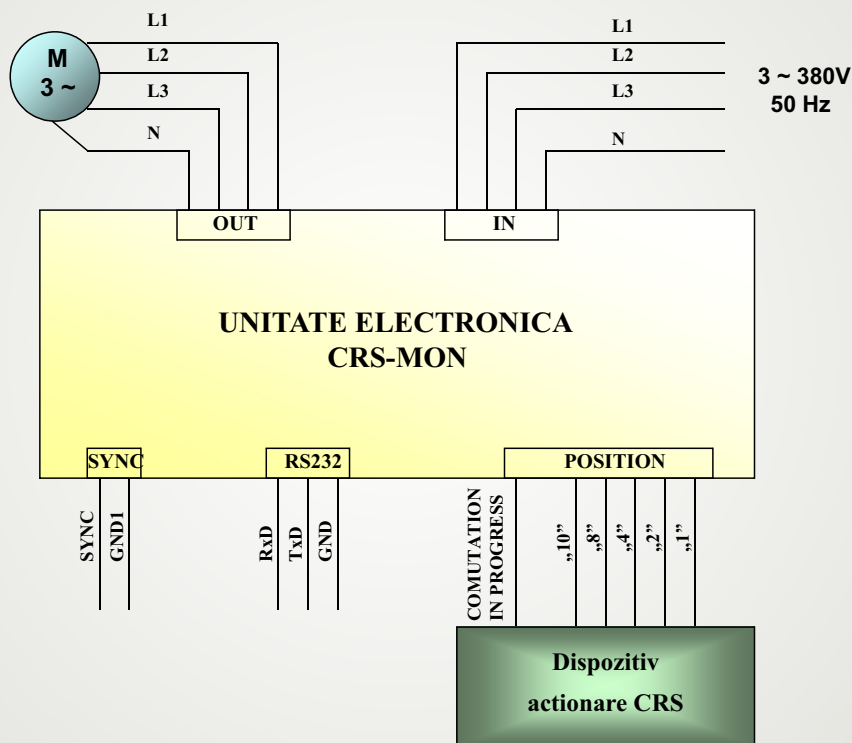 L1
L2
L3
N
M
3 ~
L1
L2
L3
N
3 ~ 380V
50 Hz
OUT
IN
UNITATE ELECTRONICA
CRS-MON
SYNC
RS232
POSITION
SYNC
GND1
RxD
TxD
GND
COMUTATION
IN PROGRESS
„10”
„8”
„4”
„2”
„1”
Dispozitiv
actionare CRS